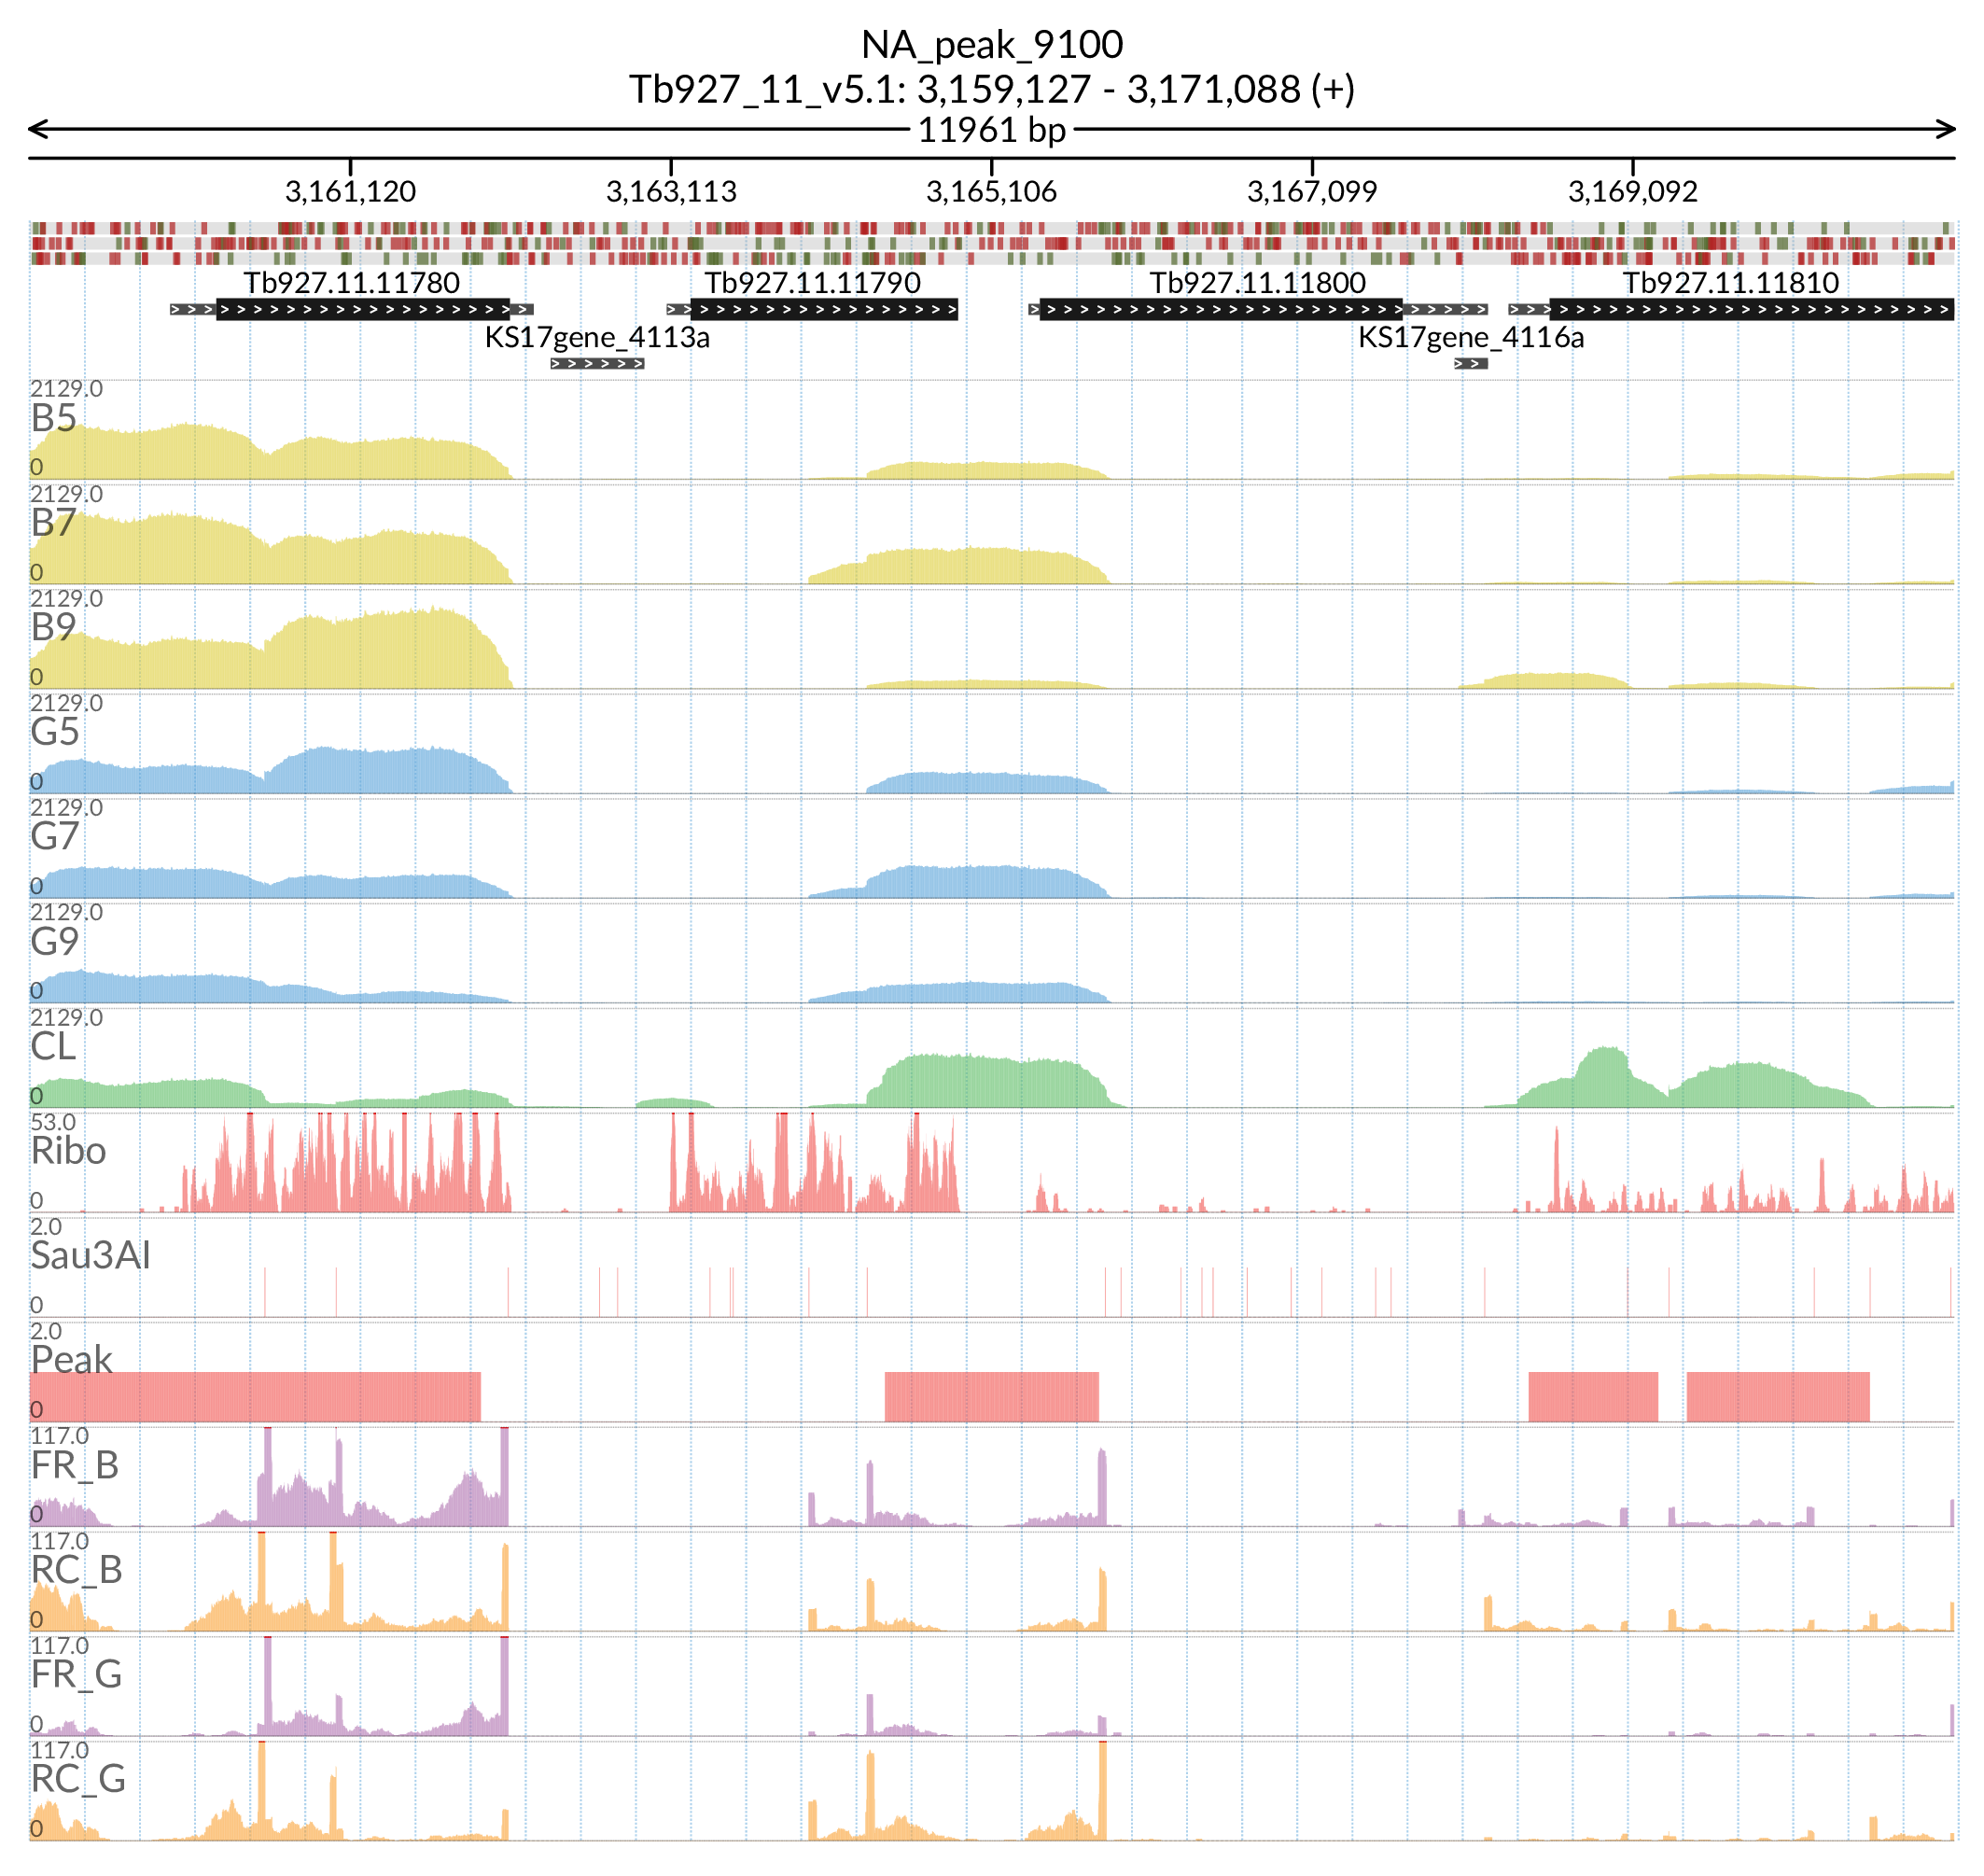 NA_peak_9100
Tb927_11_v5.1: 3,159,127 - 3,171,088 (+)
11961 bp
3,161,120 3,163,113 3,165,106 3,167,099 3,169,092
Tb927.11.11780 Tb927.11.11790 Tb927.11.11800 Tb927.11.11810
KS17gene_4113a KS17gene_4116a
2129.0
B5
0
2129.0
B7
0
2129.0
B9
0
2129.0
G5
0
2129.0
G7
0
2129.0
G9
0
2129.0
CL
0
53.0
Ribo
0
2.0
Sau3AI
0
2.0
Peak
0
117.0
FR_B
0
117.0
RC_B
0
117.0
FR_G
0
117.0
RC_G
0